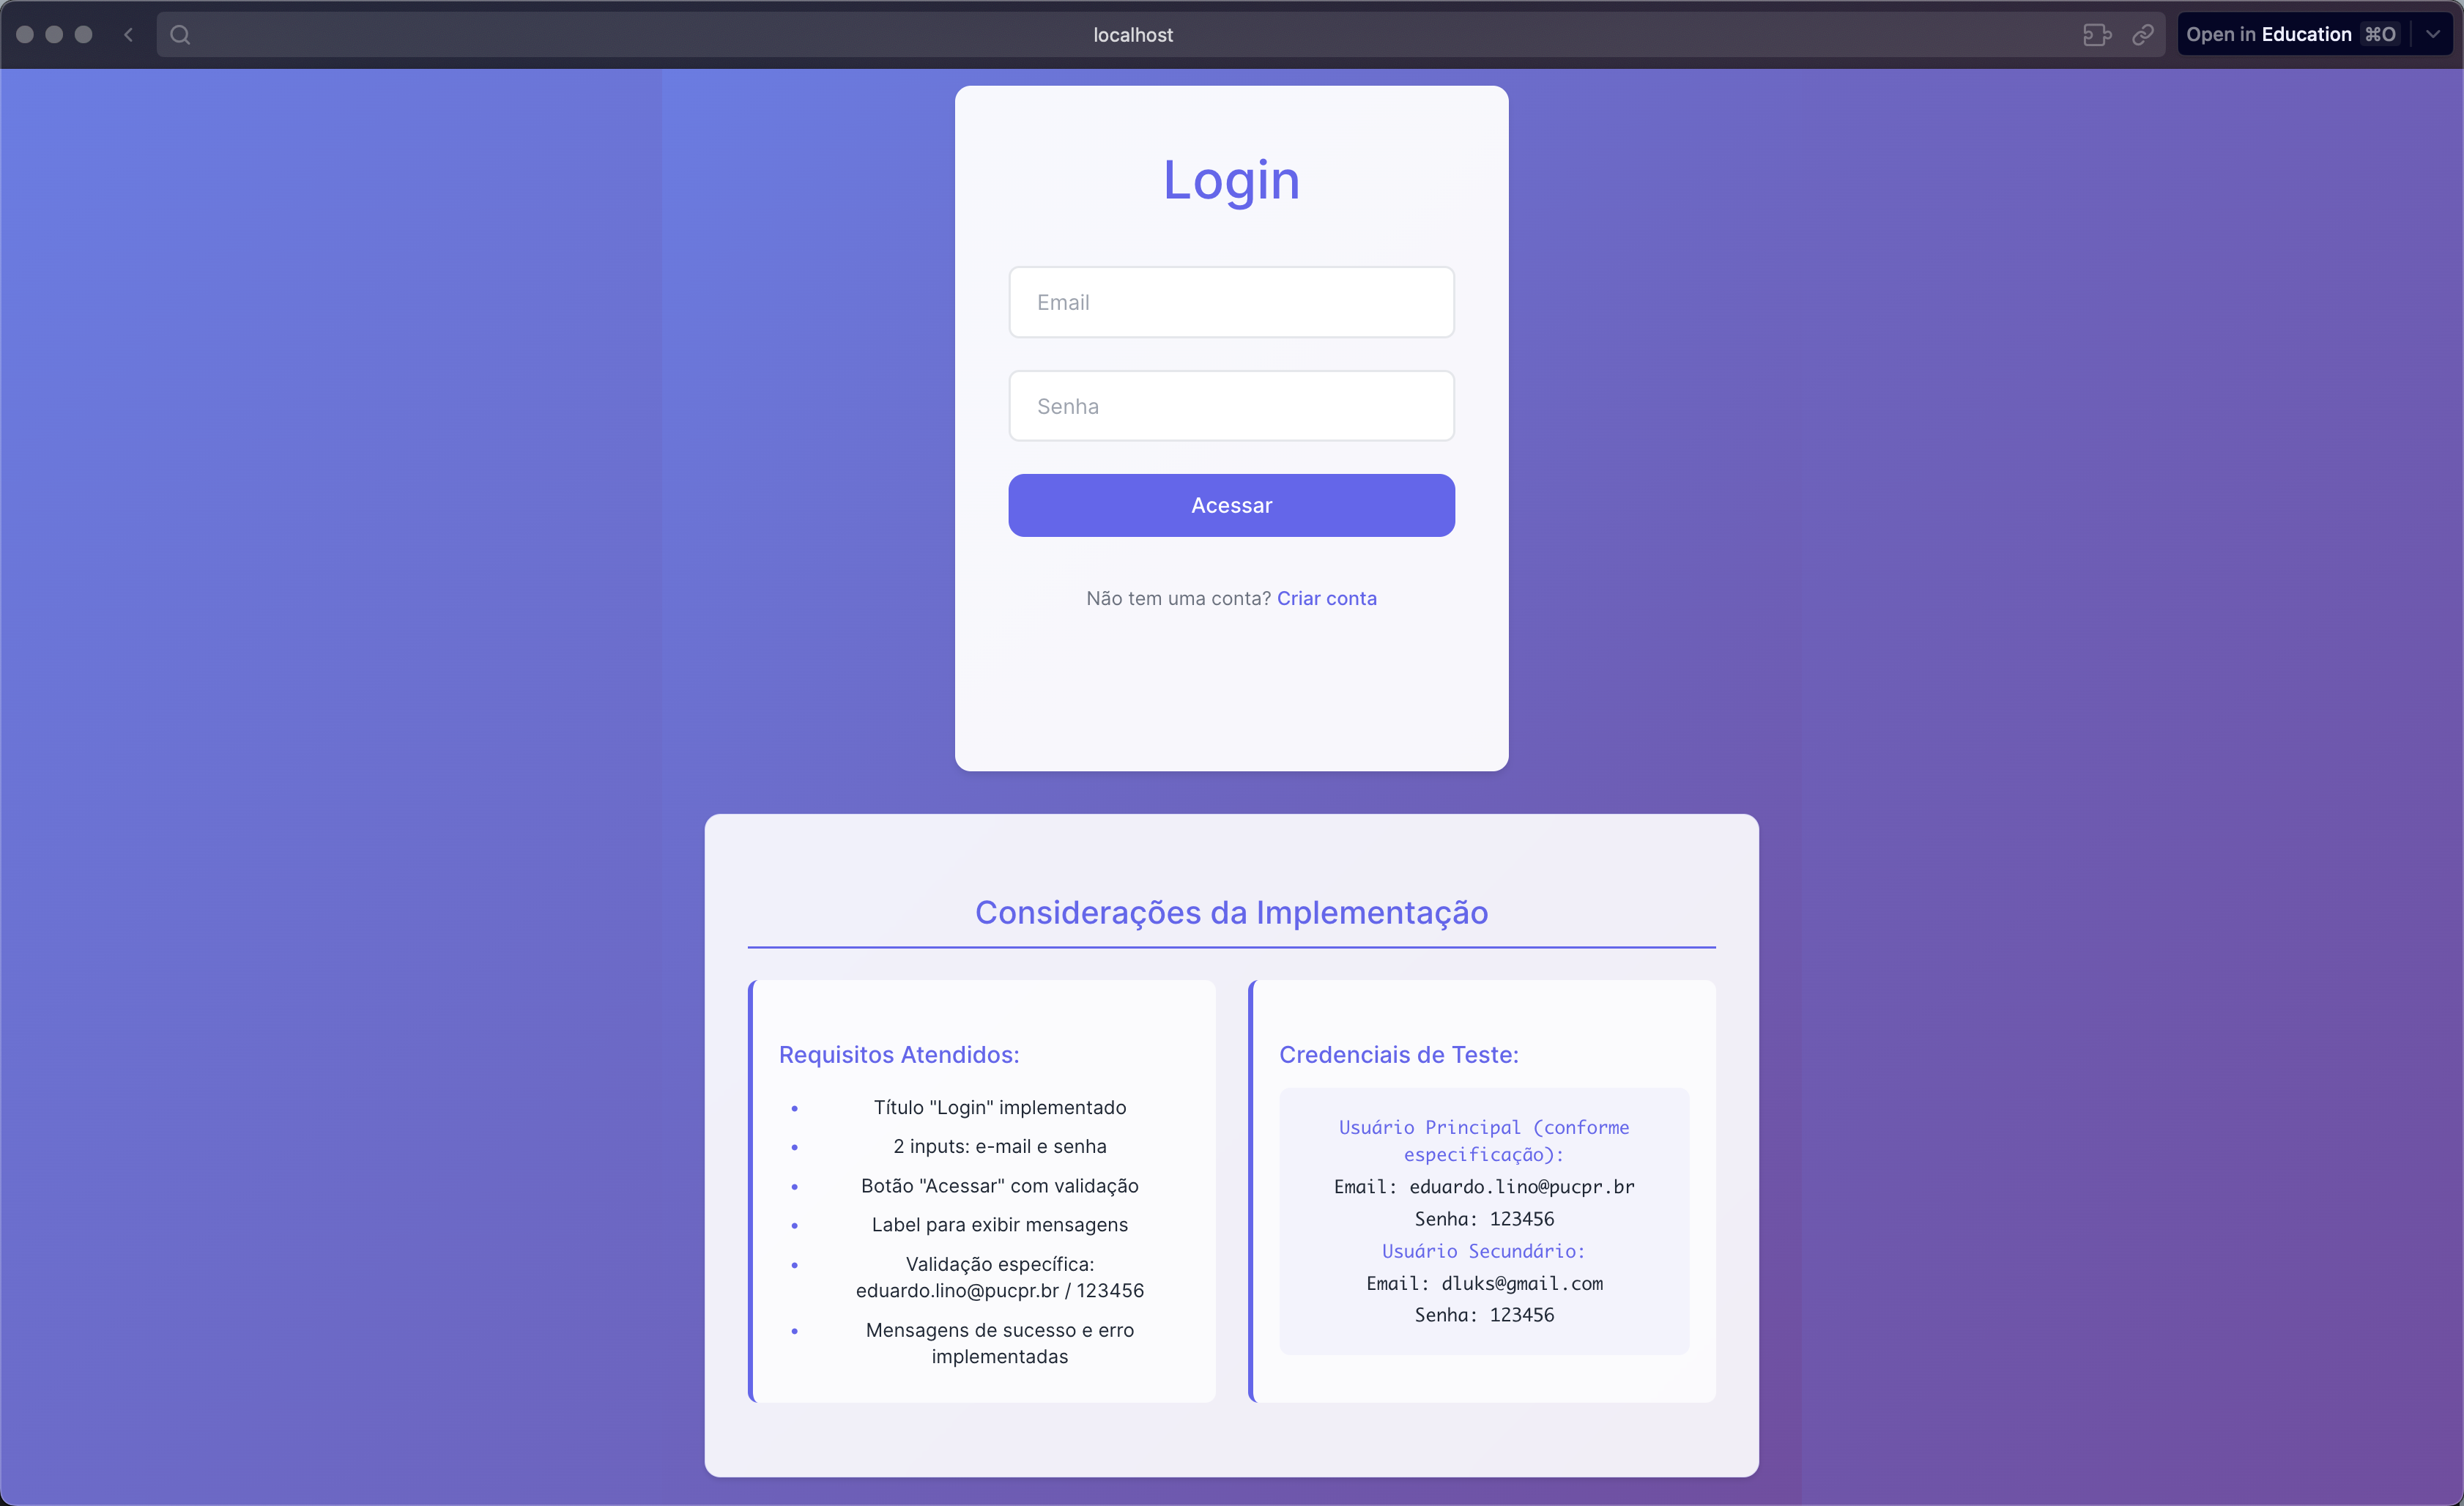 localhost
Open in Education ⌘O
Login
Email
Senha
Acessar
Não tem uma conta? Criar conta
Considerações da Implementação
Requisitos Atendidos:
• Título "Login" implementado
• 2 inputs: e-mail e senha
• Botão "Acessar" com validação
• Label para exibir mensagens
• Validação específica:
eduardo.lino@pucpr.br / 123456
• Mensagens de sucesso e erro
implementadas
Credenciais de Teste:
Usuário Principal (conforme
especificação):
Email: eduardo.lino@pucpr.br
Senha: 123456
Usuário Secundário:
Email: dluks@gmail.com
Senha: 123456